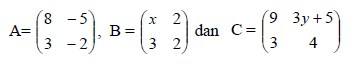 A= ( 8 -5 ; 3 -2 ), B = ( x 2 ; 3 2 ) dan C = ( 9 3y+5 ; 3 4 )